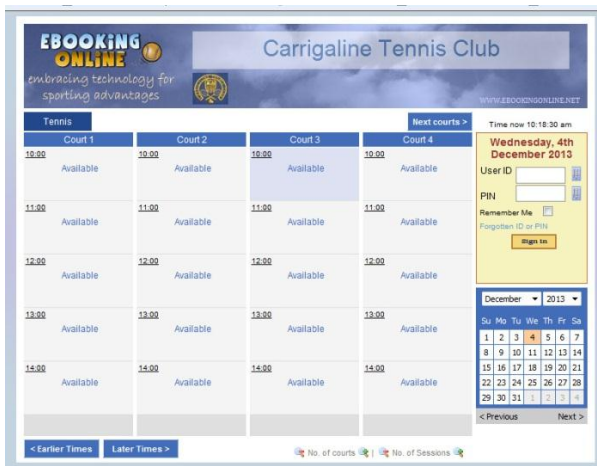 EBOOKiNG
ONLiNE
embracing technology for
sporting advantages
Carrigaline Tennis Club
WWW.EBOOKINGONLINE.NET
Tennis
Next courts >
Court 1 Court 2 Court 3 Court 4
10:00 10:00 10:00 10:00
Available Available Available Available
11:00 11:00 11:00 11:00
Available Available Available Available
12:00 12:00 12:00 12:00
Available Available Available Available
13:00 13:00 13:00 13:00
Available Available Available Available
14:00 14:00 14:00 14:00
Available Available Available Available
< Earlier Times Later Times >
No. of courts | No. of Sessions
Time now 10:18:30 am
Wednesday, 4th
December 2013
User ID
PIN
Remember Me
Forgotten ID or PIN
Sign in
December 2013
Su Mo Tu We Th Fr Sa
1 2 3 4 5 6 7
8 9 10 11 12 13 14
15 16 17 18 19 20 21
22 23 24 25 26 27 28
29 30 31 1 2 3 4
< Previous Next >